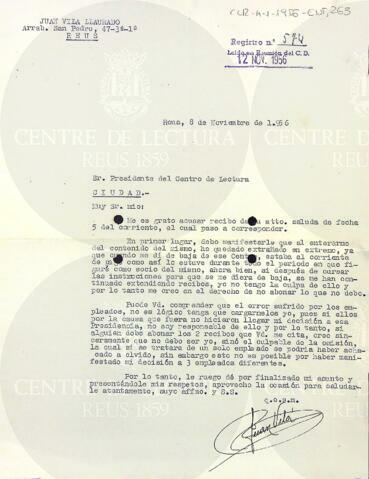 JUAN VILA LLAURADO
Arrab. San Pedro, 47-3ª-1ª
REUS
Registro nº 574
Leído en Reunión del C.D.
12 NOV. 1956
Reus, 8 de Noviembre de 1.956
Sr. Presidente del Centro de Lectura
CIUDAD.-
Muy Sr. mio:
Me es grato acusar recibo de su atto. saluda de fecha
5 del corriente, el cual paso a corresponder.
En primer lugar, debo manifestarle que al enterarme
del contenido del mismo, he quedado extrañado en extremo, ya
que cuando me di de baja de ese estaba al corriente
de como así lo estuve durante todo el periodo en que fi-
guré como socio del mismo, ahora bien, si después de cursar
las instrucciones para que se me diera de baja, se me han con-
tinuado extendiendo recibos, yo no tengo la culpa de ello y
por lo tanto me creo en el derecho de no abonar lo que no debo.
Puede Vd. comprender que el error sufrido por los em-
pleados, no es lógico tenga que cargarmelos yo, pues si ellos
por la causa que fuera no hicieron llegar mi decisión a esa
Presidencia, no soy responsable de ello y por lo tanto, si
alguien debe abonar los 2 recibos que Vd. me cita, creo sin-
ceramente que no debo ser yo, sinó el culpable de la omisión,
la cual si se tratara de un solo empleado se podría haber acha-
cado a olvido, sin embargo esto no es posible por haber mani-
festado mi decisión a 3 empleados diferentes.
Por lo tanto, le ruego dé por finalizado mi asunto y
presentándole mis respetos, aprovecho la ocasión para saludar-
le atentamente, suyo affmo. y S.S.
q.e.s.m.
Juan Vila
CENTRE DE LECTURA
REUS 1859